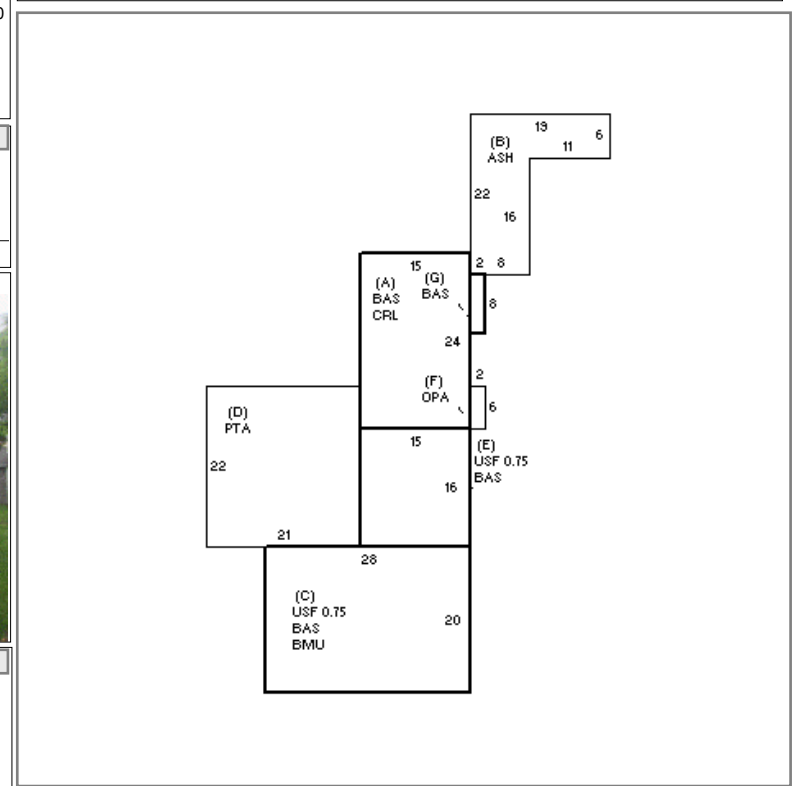 0
19
6
11
(B)
ASH
22
16
2 8
15
(A)
BAS
CRL
(G)
BAS
8
24
2
(F)
OPA
6
(D)
PTA
22
21
15
16
(E)
USF 0.75
BAS
28
(C)
USF 0.75
BAS
BMU
20